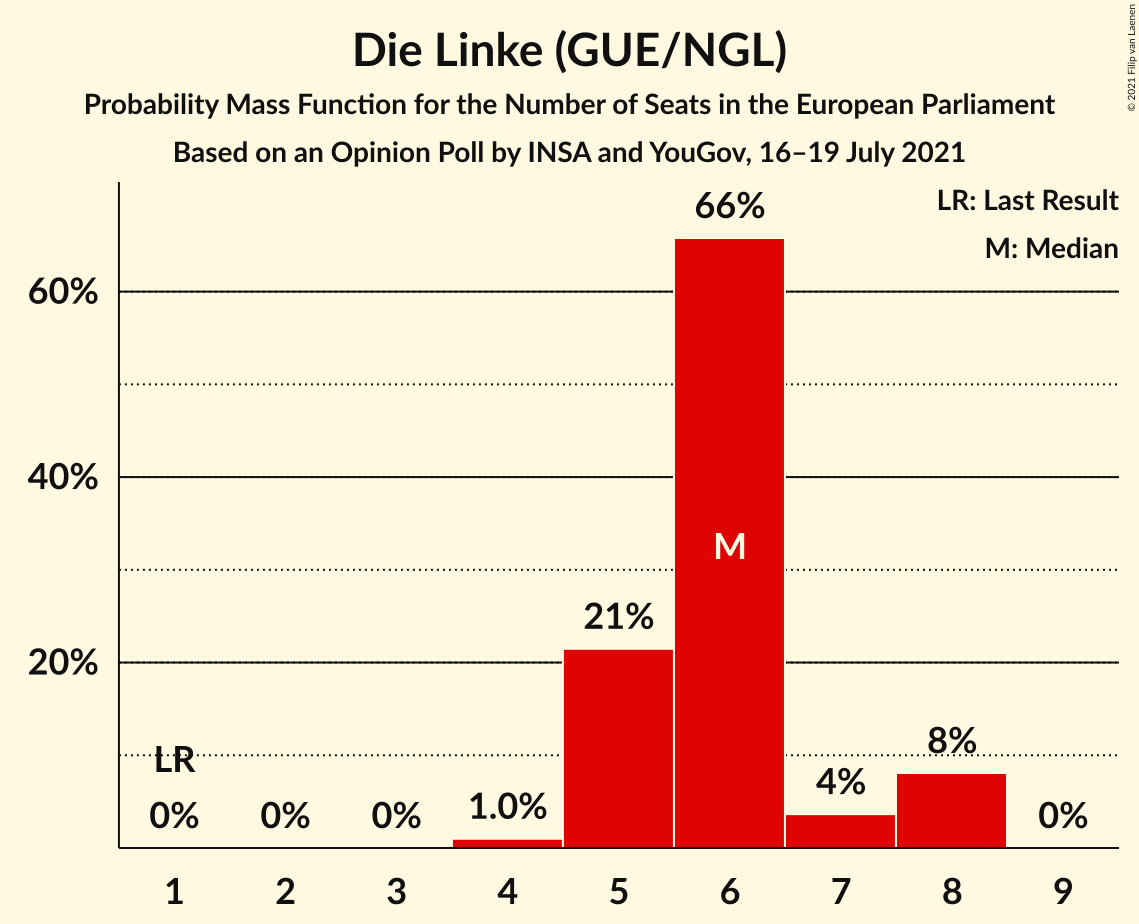 Die Linke (GUE/NGL)
Probability Mass Function for the Number of Seats in the European Parliament
Based on an Opinion Poll by INSA and YouGov, 16–19 July 2021
© 2021 Filip van Laenen
LR: Last Result
M: Median
66%
60%
40%
M
21%
20%
LR
8%
4%
1.0%
0% 0% 0% 0%
1 2 3 4 5 6 7 8 9